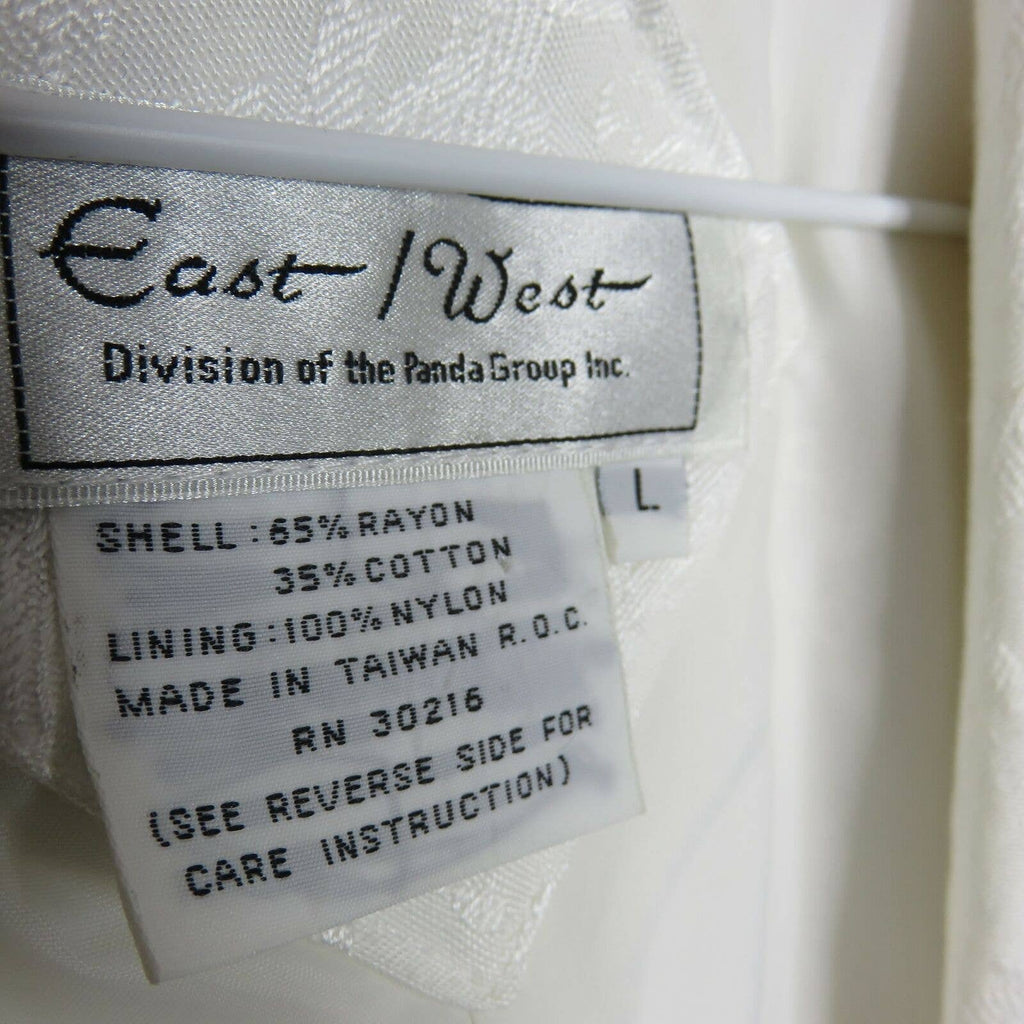 East/West
Division of the Panda Group Inc.
L
SHELL:65% RAYON
35% COTTON
LINING:100% NYLON
MADE IN TAIWAN R.O.C.
RN 30216
(SEE REVERSE SIDE FOR
CARE INSTRUCTION)